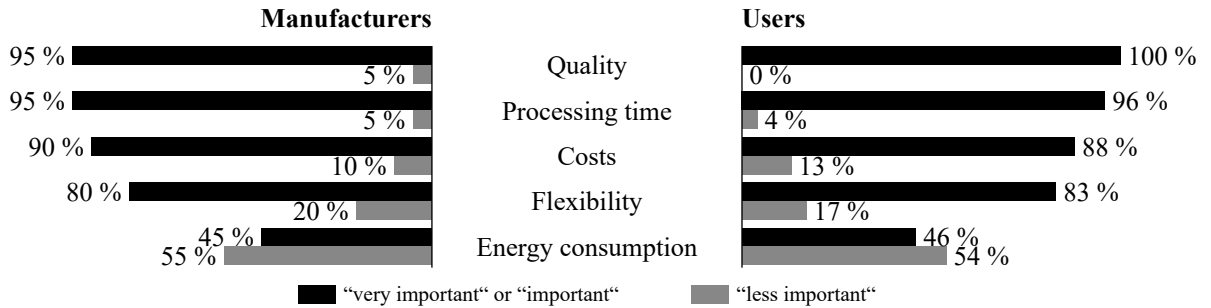 Manufacturers Users
95 % 100 %
5 % Quality 0 %
95 % 96 %
5 % Processing time 4 %
90 % 88 %
10 % Costs 13 %
80 % 83 %
20 % Flexibility 17 %
45 % 46 %
55 % Energy consumption 54 %
“very important“ or “important“ “less important“